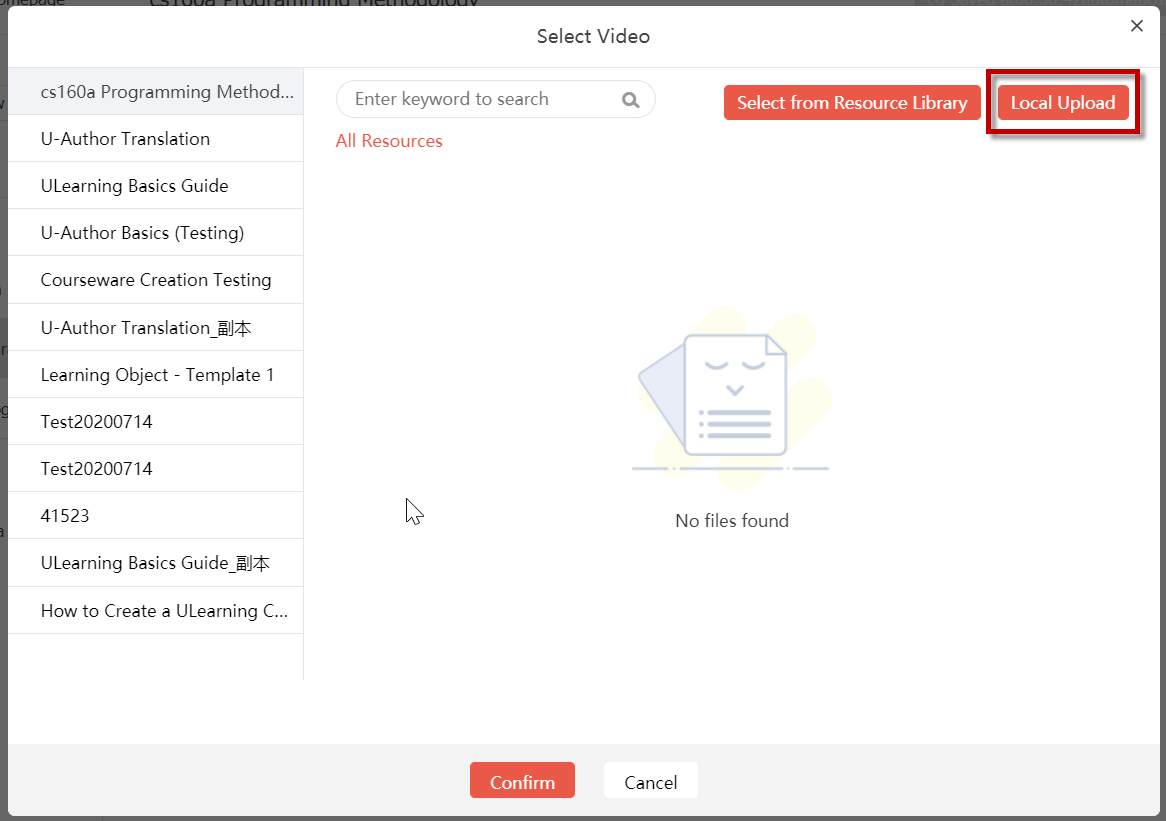 cs160a Programming Methodology
Select Video
cs160a Programming Method...
U-Author Translation
ULearning Basics Guide
U-Author Basics (Testing)
Courseware Creation Testing
U-Author Translation_副本
Learning Object - Template 1
Test20200714
Test20200714
41523
ULearning Basics Guide_副本
How to Create a ULearning C...
Enter keyword to search
Select from Resource Library
Local Upload
All Resources
No files found
Confirm
Cancel